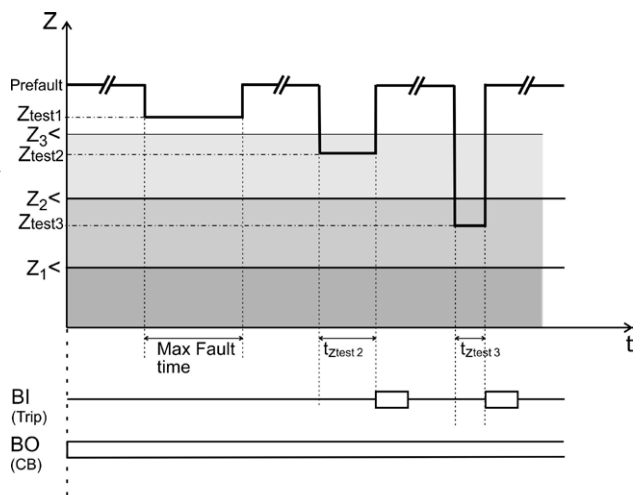 Z
Prefault
Ztest1
Z3<
Ztest2
Z2<
Ztest3
Z1<
t
Max Fault
time
tZtest 2
tZtest 3
BI
(Trip)
BO
(CB)